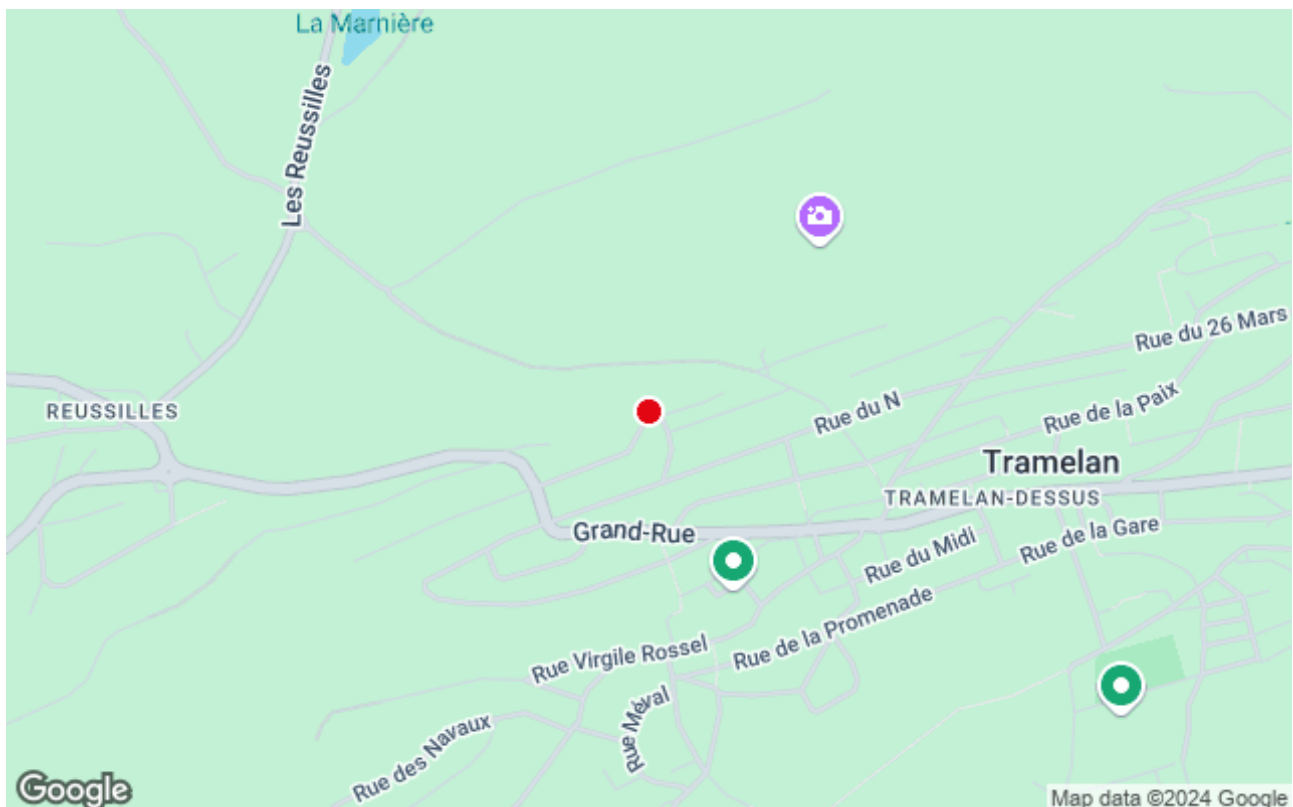 La Marnière
Les Reussilles
Rue du 26 Mars
REUSSILLES
Rue du N
Rue de la Paix
Tramelan
TRAMELAN-DESSUS
Grand-Rue
Rue du Midi
Rue de la Gare
Rue de la Promenade
Rue Virgile Rossel
Rue Méval
Rue des Navaux
Google
Map data ©2024 Google